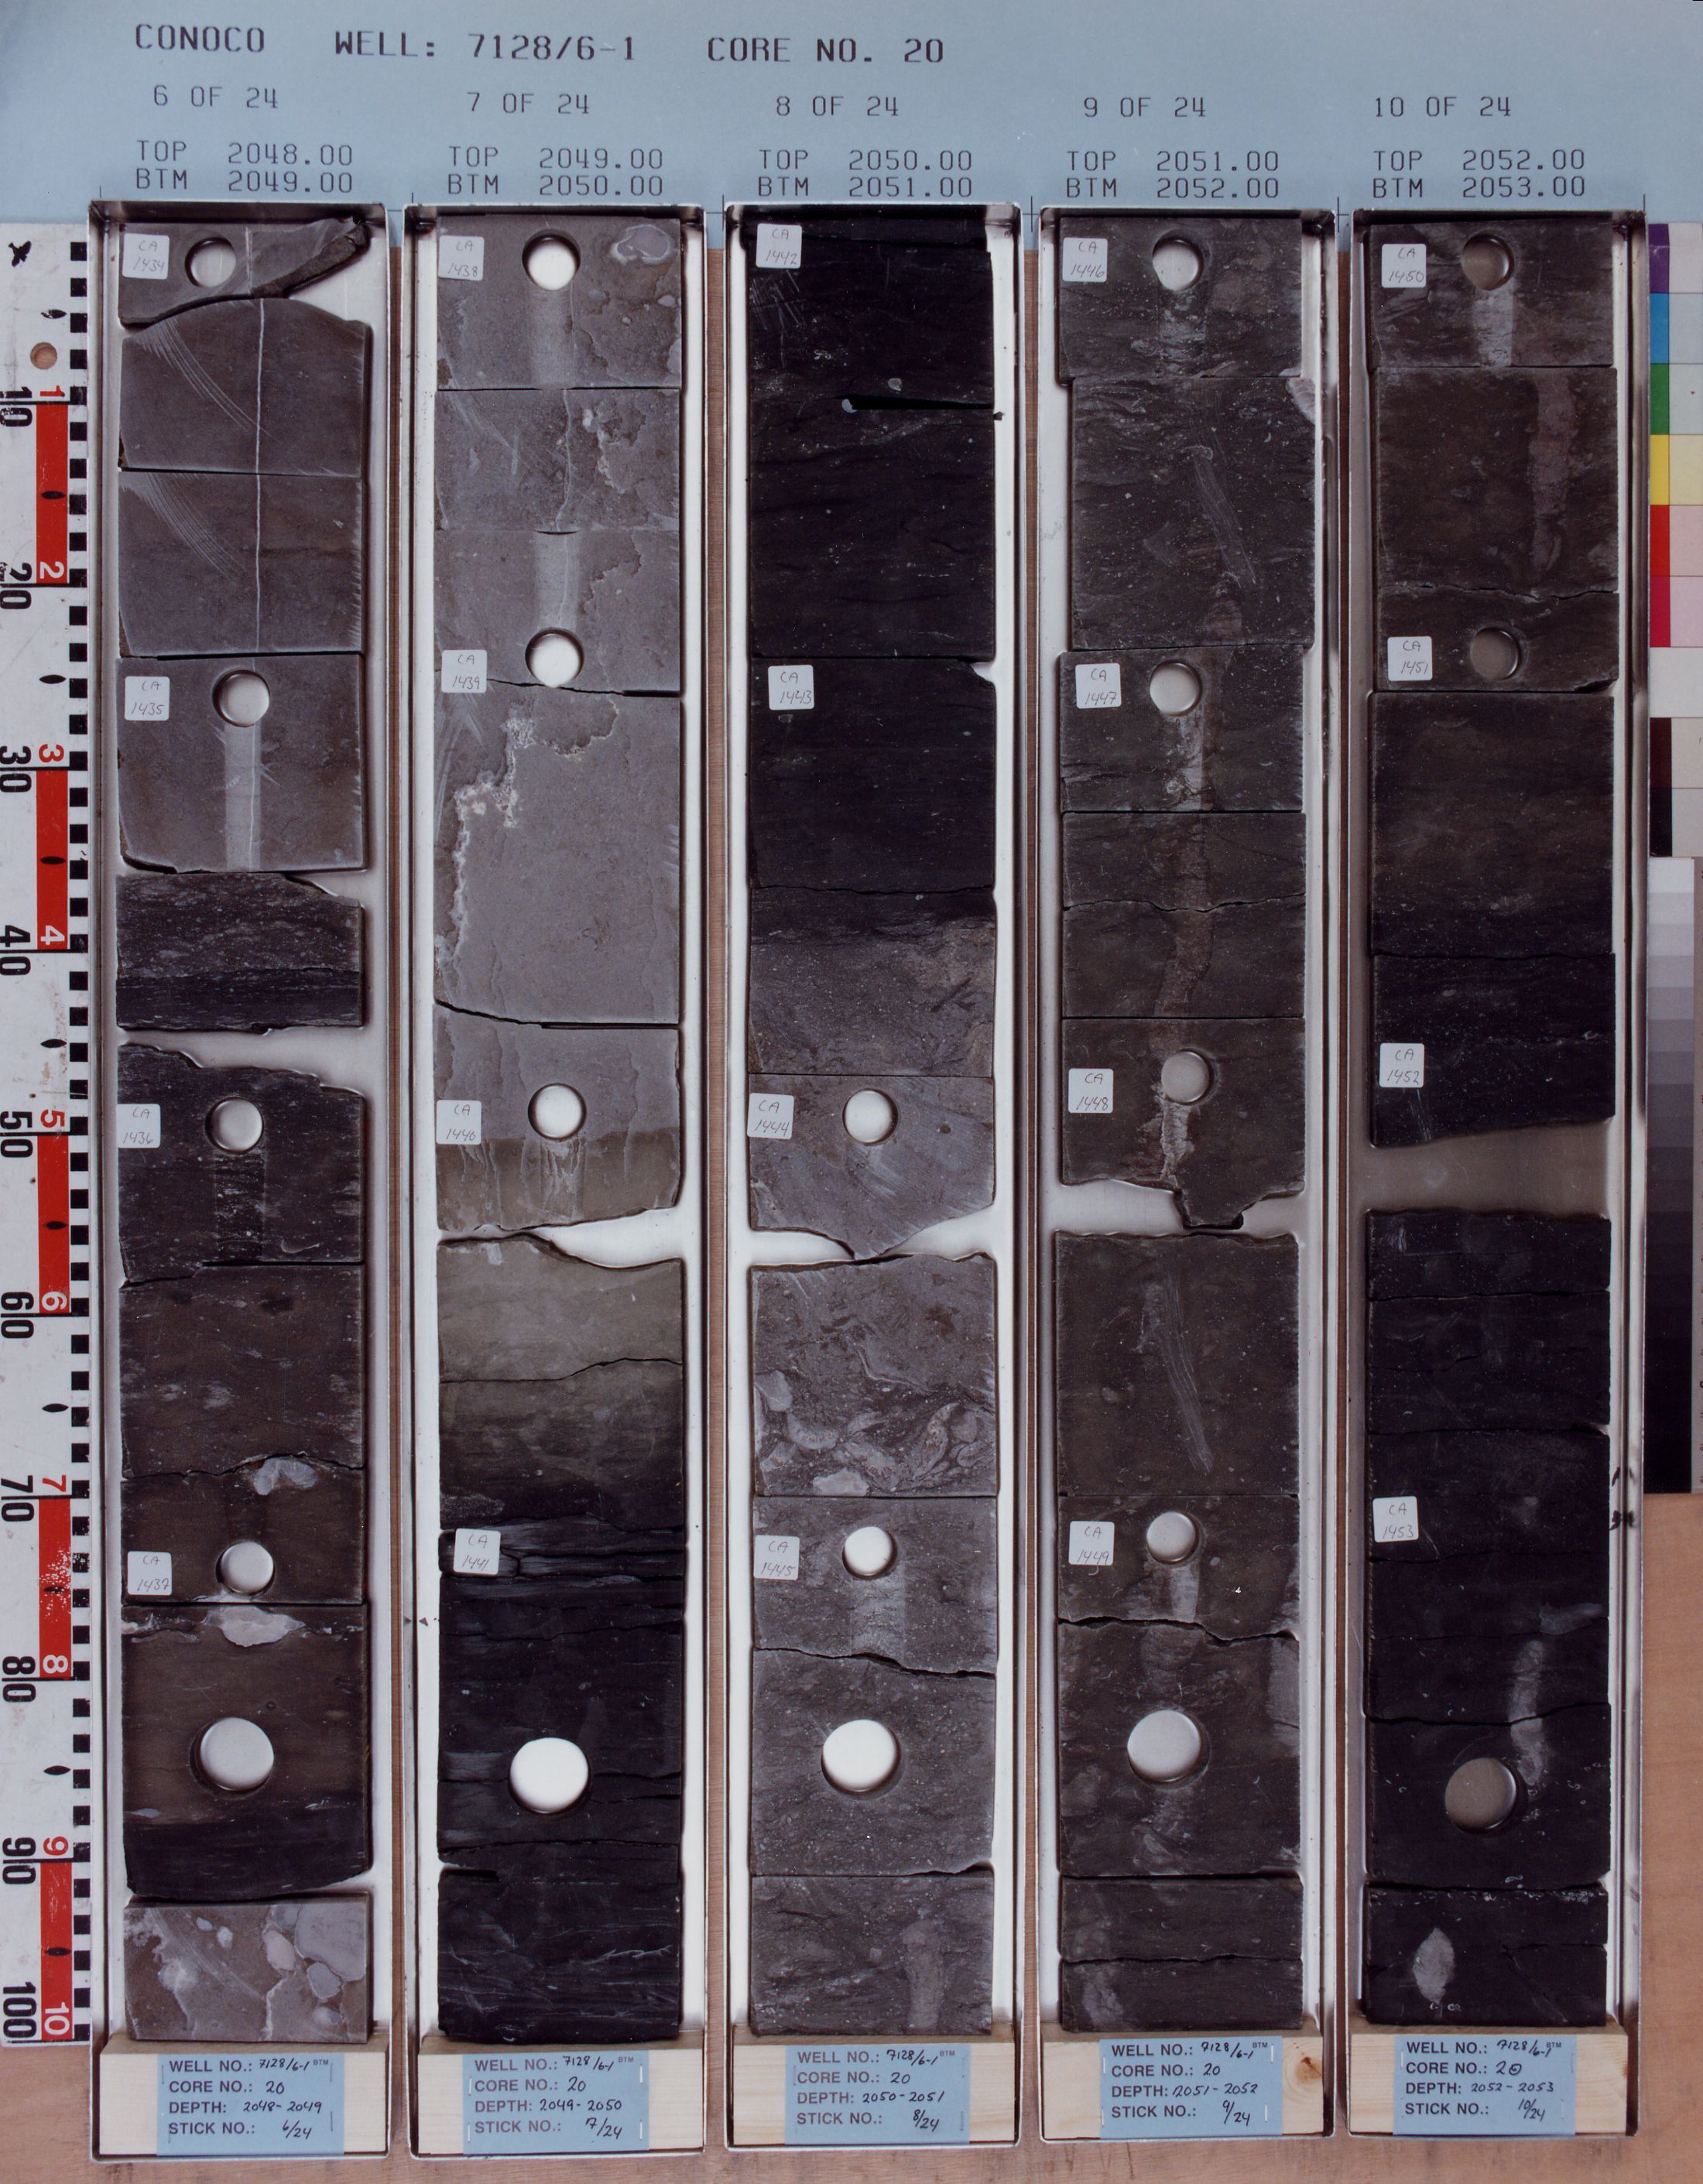 CONOCO WELL: 7128/6-1 CORE NO. 20
6 OF 24
TOP 2048.00
BTM 2049.00
7 OF 24
TOP 2049.00
BTM 2050.00
8 OF 24
TOP 2050.00
BTM 2051.00
9 OF 24
TOP 2051.00
BTM 2052.00
10 OF 24
TOP 2052.00
BTM 2053.00
1
10
2
20
3
30
4
40
5
50
6
60
7
70
8
80
9
90
10
100
CA
1434
CA
1435
CA
1436
CA
1437
CA
1438
CA
1439
CA
1440
CA
1441
CA
1442
CA
1443
CA
1444
CA
1445
CA
1446
CA
1447
CA
1448
CA
1449
CA
1450
CA
1451
CA
1452
CA
1453
WELL NO.: 7128/6-1 BTM
CORE NO.: 20
DEPTH: 2048-2049
STICK NO.: 6/24
WELL NO.: 7128/6-1 BTM
CORE NO.: 20
DEPTH: 2049-2050
STICK NO.: 7/24
WELL NO.: 7128/6-1 BTM
CORE NO.: 20
DEPTH: 2050-2051
STICK NO.: 8/24
WELL NO.: 7128/6-1 BTM
CORE NO.: 20
DEPTH: 2051-2052
STICK NO.: 9/24
WELL NO.: 7128/6-1 BTM
CORE NO.: 20
DEPTH: 2052-2053
STICK NO.: 10/24